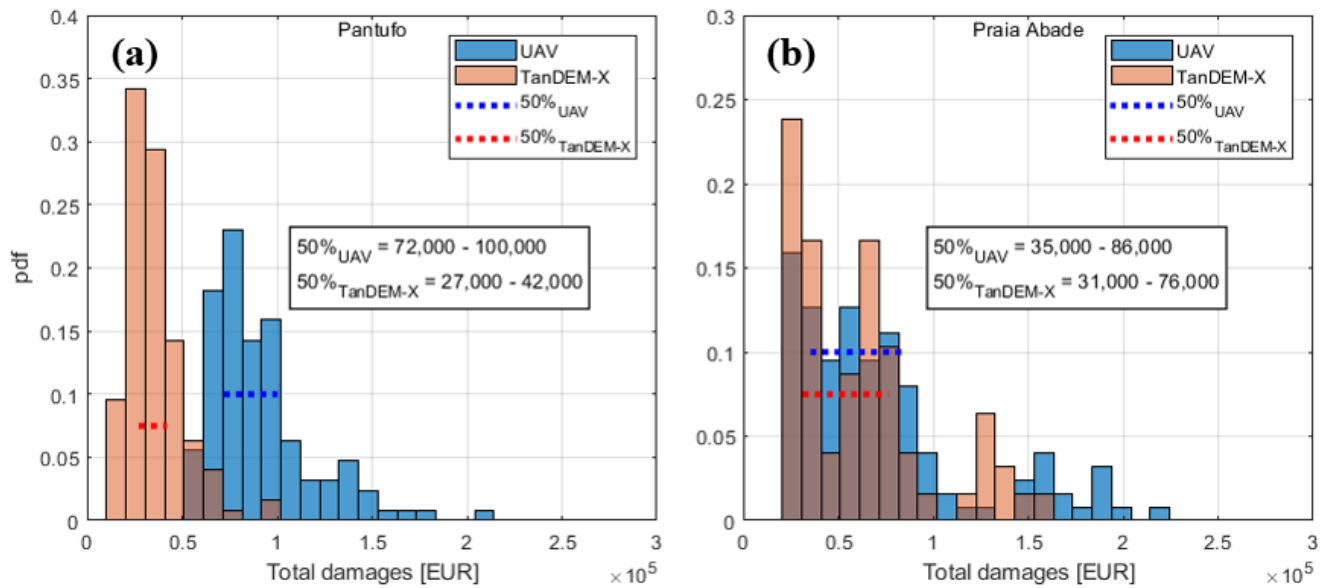 (a)
Pantufo
UAV
TanDEM-X
50%UAV
50%TanDEM-X
50%UAV = 72,000 - 100,000
50%TanDEM-X = 27,000 - 42,000
pdf
0.4
0.35
0.3
0.25
0.2
0.15
0.1
0.05
0
0 0.5 1 1.5 2 2.5 3
Total damages [EUR]
×10^5
(b)
Praia Abade
UAV
TanDEM-X
50%UAV
50%TanDEM-X
50%UAV = 35,000 - 86,000
50%TanDEM-X = 31,000 - 76,000
0.3
0.25
0.2
0.15
0.1
0.05
0
0 0.5 1 1.5 2 2.5 3
Total damages [EUR]
×10^5